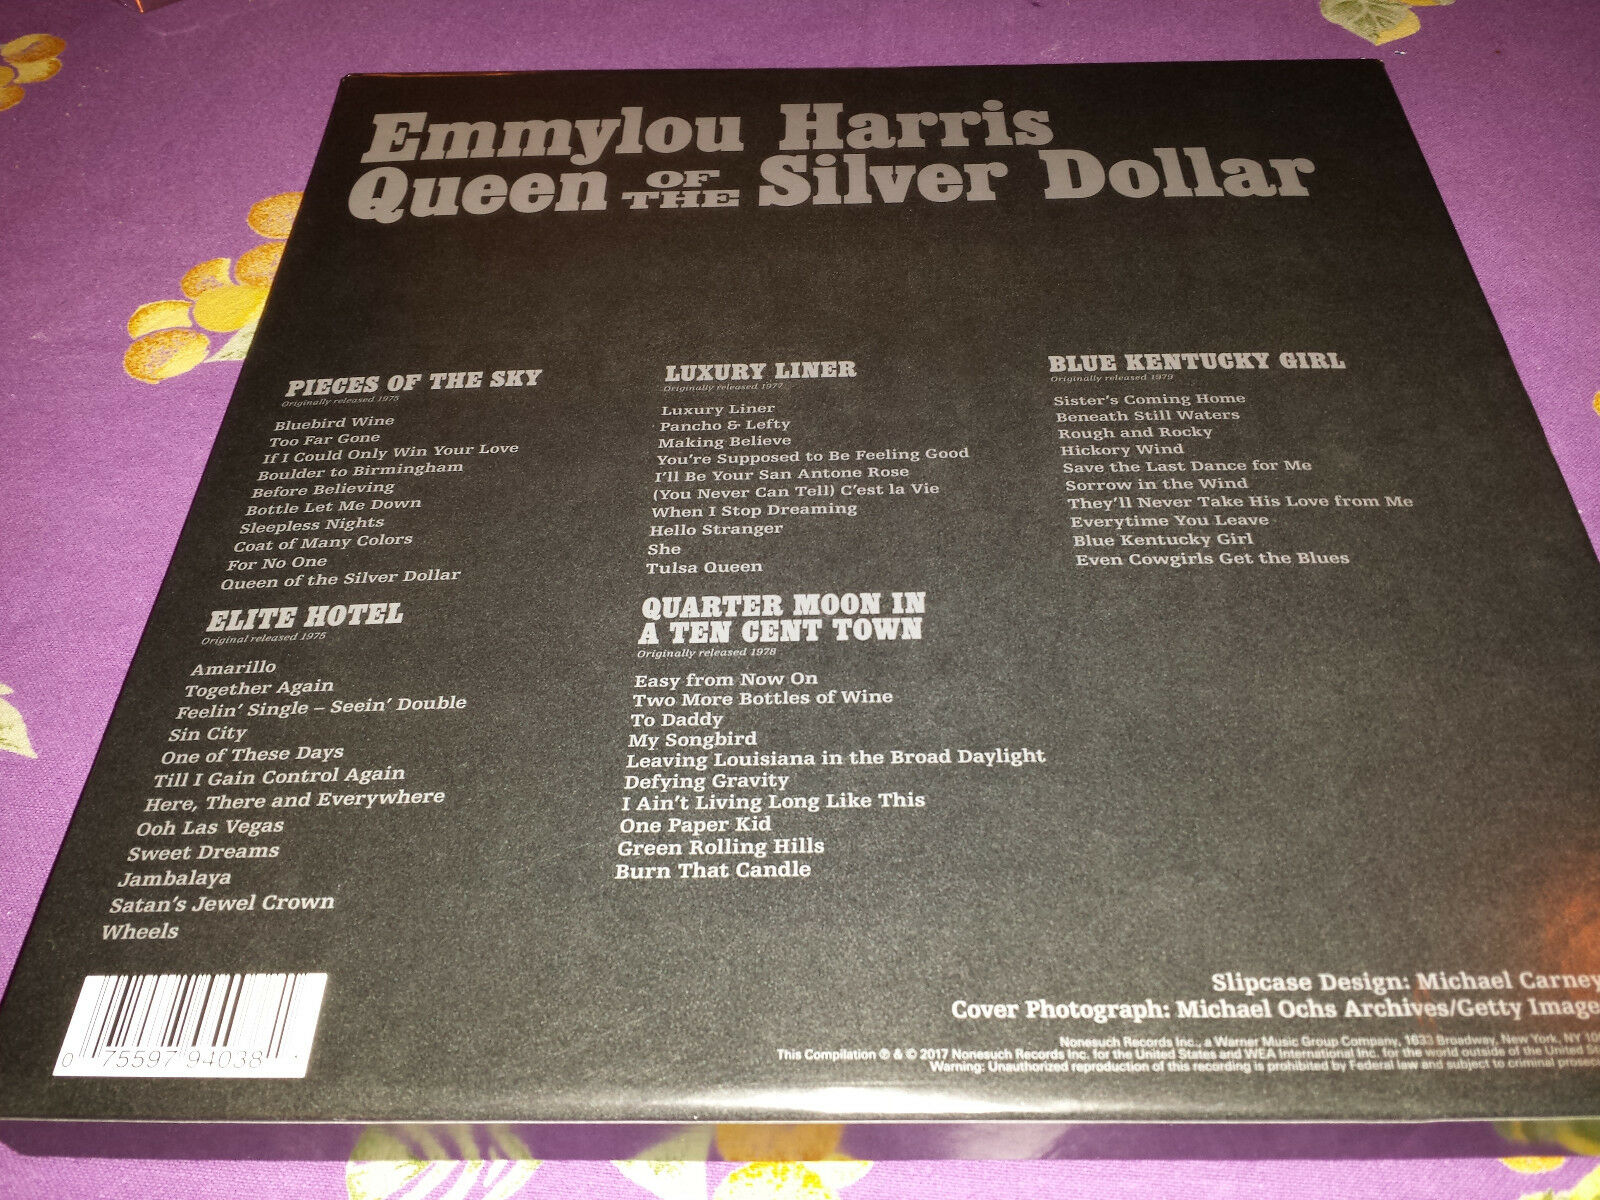 Emmylou Harris
Queen OF THE Silver Dollar
PIECES OF THE SKY
Originally released 1975
Bluebird Wine
Too Far Gone
If I Could Only Win Your Love
Boulder to Birmingham
Before Believing
Bottle Let Me Down
Sleepless Nights
Coat of Many Colors
For No One
Queen of the Silver Dollar
ELITE HOTEL
Original released 1975
Amarillo
Together Again
Feelin' Single – Seein' Double
Sin City
One of These Days
Till I Gain Control Again
Here, There and Everywhere
Ooh Las Vegas
Sweet Dreams
Jambalaya
Satan's Jewel Crown
Wheels
LUXURY LINER
Originally released 1977
Luxury Liner
Pancho & Lefty
Making Believe
You're Supposed to Be Feeling Good
I'll Be Your San Antone Rose
(You Never Can Tell) C'est la Vie
When I Stop Dreaming
Hello Stranger
She
Tulsa Queen
QUARTER MOON IN
A TEN CENT TOWN
Originally released 1978
Easy from Now On
Two More Bottles of Wine
To Daddy
My Songbird
Leaving Louisiana in the Broad Daylight
Defying Gravity
I Ain't Living Long Like This
One Paper Kid
Green Rolling Hills
Burn That Candle
BLUE KENTUCKY GIRL
Originally released 1979
Sister's Coming Home
Beneath Still Waters
Rough and Rocky
Hickory Wind
Save the Last Dance for Me
Sorrow in the Wind
They'll Never Take His Love from Me
Everytime You Leave
Blue Kentucky Girl
Even Cowgirls Get the Blues
0 75597 94038
Slipcase Design: Michael Carney
Cover Photograph: Michael Ochs Archives/Getty Image
Nonesuch Records Inc., a Warner Music Group Company, 1633 Broadway, New York, NY
This Compilation ℗ & © 2017 Nonesuch Records Inc. for the United States and WEA International Inc. for the world outside of the United
Warning: Unauthorized reproduction of this recording is prohibited by Federal law and subject to criminal